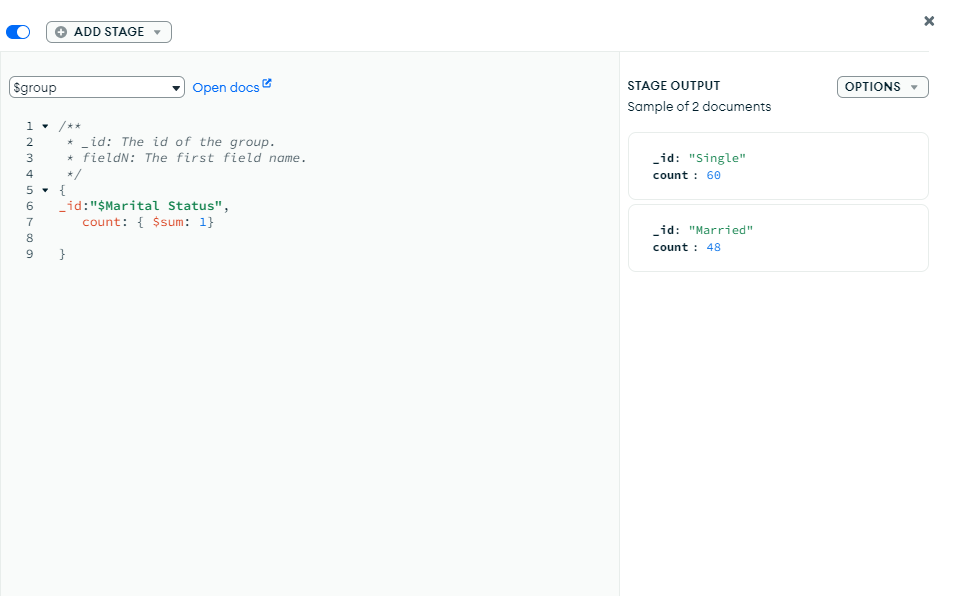 ADD STAGE
$group
Open docs
1 /**
2 * _id: The id of the group.
3 * fieldN: The first field name.
4 */
5 {
6 _id:"$Marital Status",
7 count: { $sum: 1}
8
9 }
STAGE OUTPUT
OPTIONS
Sample of 2 documents
_id: "Single"
count : 60
_id: "Married"
count : 48